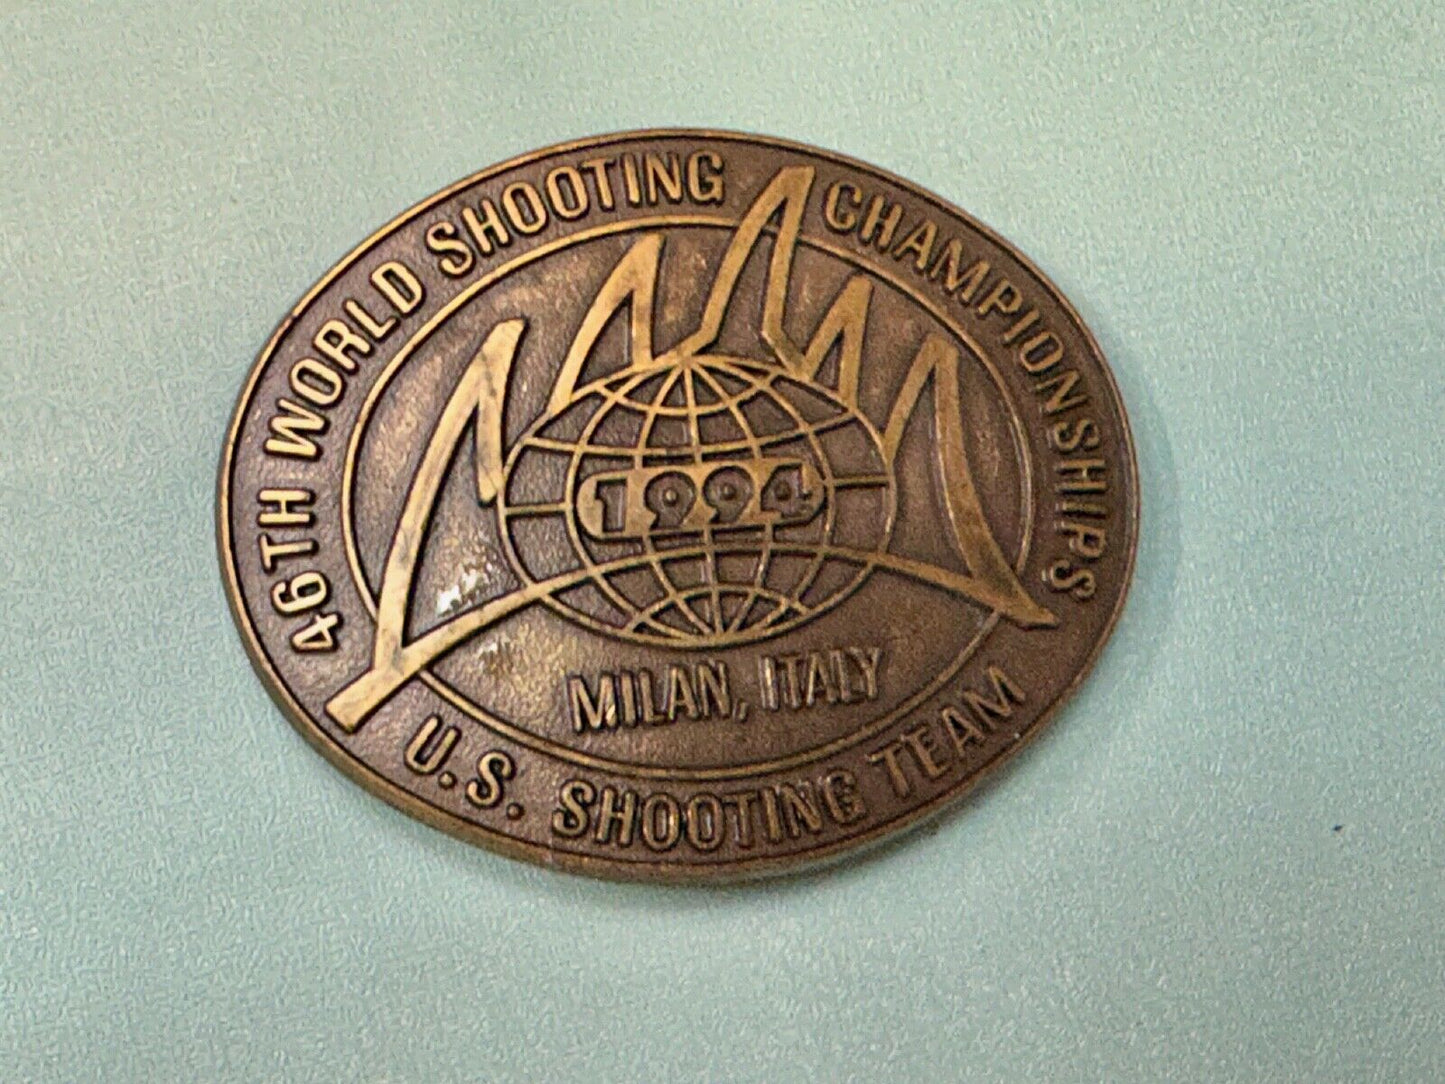 46TH WORLD SHOOTING CHAMPIONSHIPS
1994
MILAN, ITALY
U.S. SHOOTING TEAM